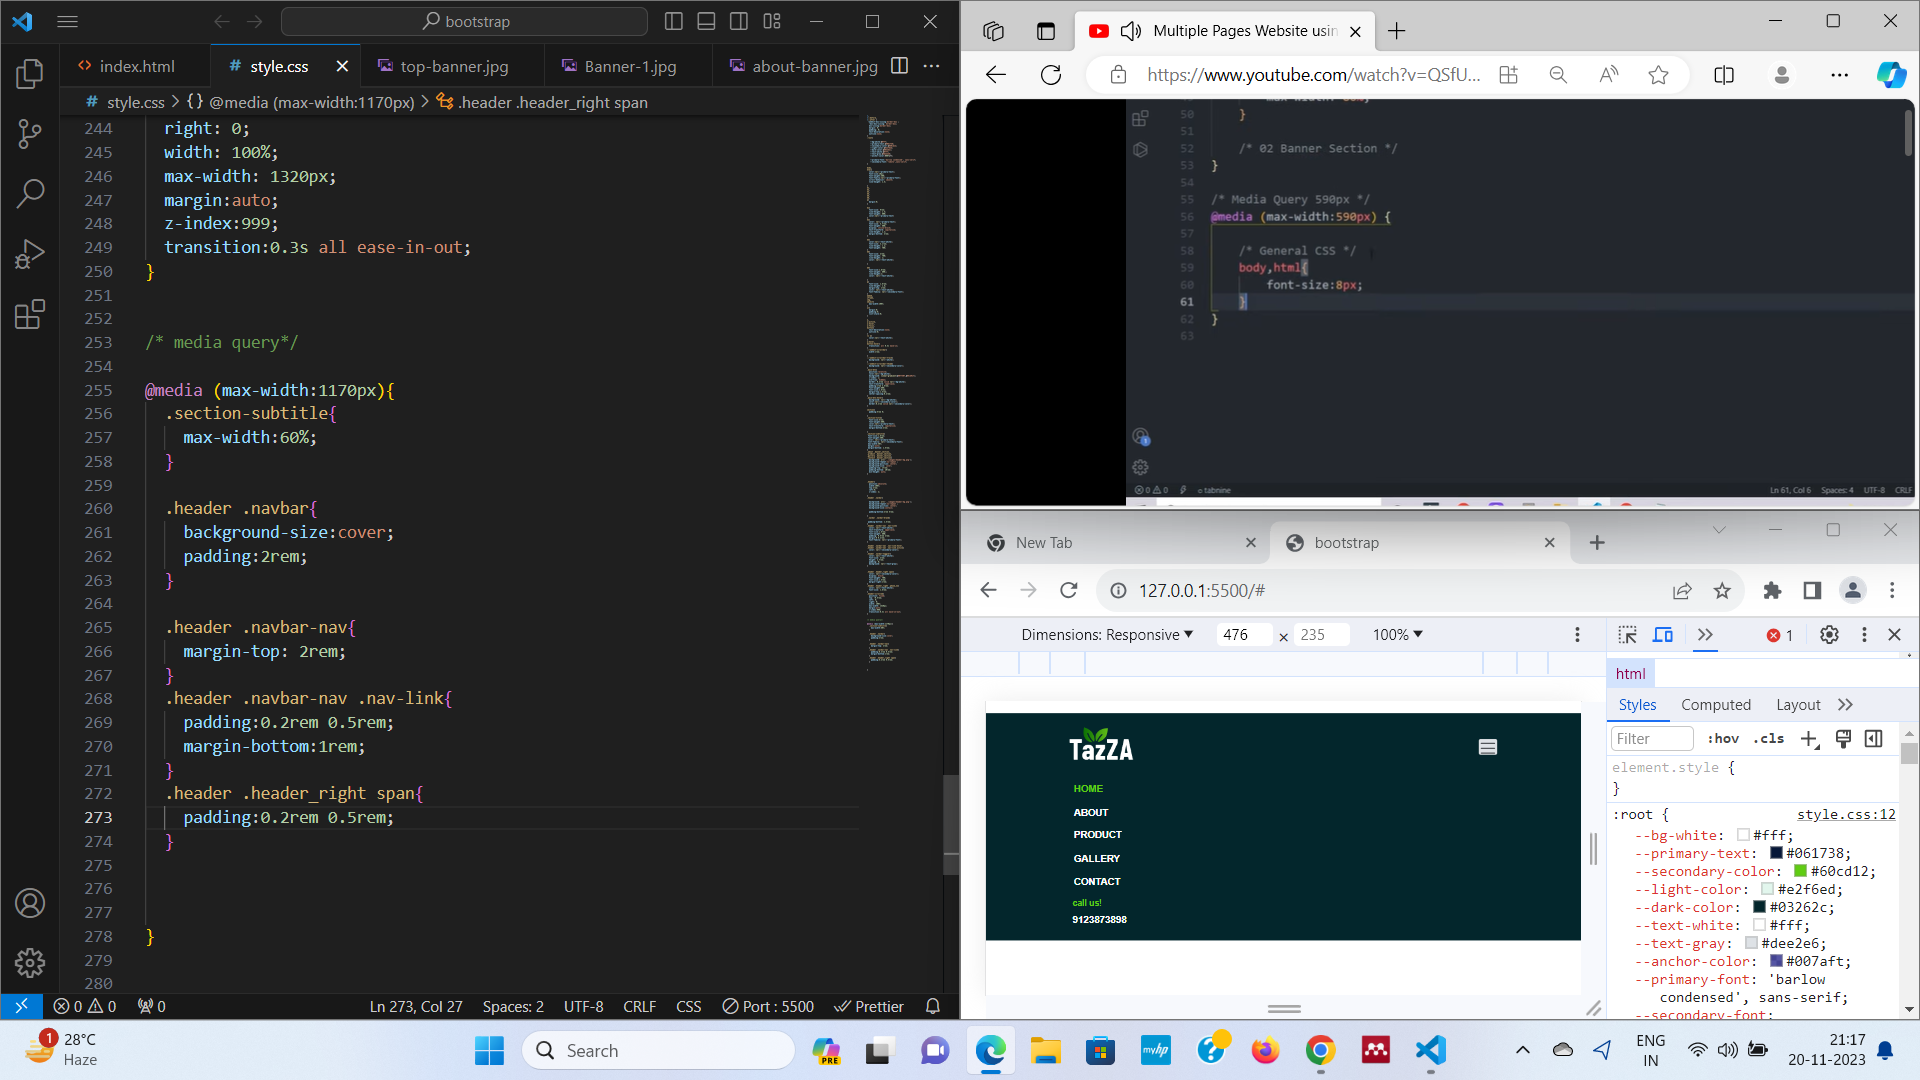 bootstrap
index.html
# style.css
top-banner.jpg
Banner-1.jpg
about-banner.jpg
# style.css > {} @media (max-width:1170px) > .header .header_right span
244 right: 0;
245 width: 100%;
246 max-width: 1320px;
247 margin:auto;
248 z-index:999;
249 transition:0.3s all ease-in-out;
250 }
251
252
253 /* media query*/
254
255 @media (max-width:1170px){
256 .section-subtitle{
257 max-width:60%;
258 }
259
260 .header .navbar{
261 background-size:cover;
262 padding:2rem;
263 }
264
265 .header .navbar-nav{
266 margin-top: 2rem;
267 }
268 .header .navbar-nav .nav-link{
269 padding:0.2rem 0.5rem;
270 margin-bottom:1rem;
271 }
272 .header .header_right span{
273 padding:0.2rem 0.5rem;
274 }
275
276
277
278 }
279
280
0 0 0
Ln 273, Col 27 Spaces: 2 UTF-8 CRLF CSS Port : 5500 Prettier
Multiple Pages Website usin
https://www.youtube.com/watch?v=QSfU...
50 }
51
52 /* 02 Banner Section */
53 }
54
55 /* Media Query 590px */
56 @media (max-width:590px) {
57
58 /* General CSS */
59 body,html{
60 font-size:8px;
61 }
62 }
63
0 0 tabnine
Ln 61, Col 6 Spaces: 4 UTF-8 CRLF
New Tab
bootstrap
127.0.0.1:5500/#
Dimensions: Responsive 476 × 235 100%
1
TazZA
HOME
ABOUT
PRODUCT
GALLERY
CONTACT
call us!
9123873898
html
Styles Computed Layout
Filter :hov .cls
element.style {
}
:root { style.css:12
--bg-white: #fff;
--primary-text: #061738;
--secondary-color: #60cd12;
--light-color: #e2f6ed;
--dark-color: #03262c;
--text-white: #fff;
--text-gray: #dee2e6;
--anchor-color: #007aft;
--primary-font: 'barlow
condensed', sans-serif;
--secondary-font:
1
28°C
Haze
Search
PRE
myhp
ENG
IN
21:17
20-11-2023